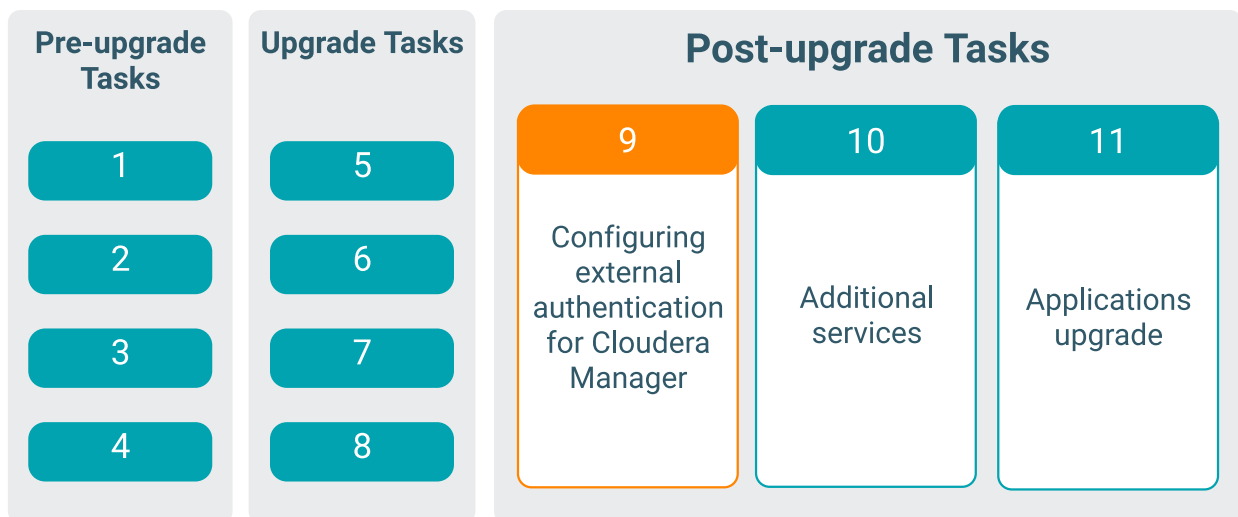 Pre-upgrade
Tasks
1
2
3
4
Upgrade Tasks
5
6
7
8
Post-upgrade Tasks
9
Configuring
external
authentication
for Cloudera
Manager
10
Additional
services
11
Applications
upgrade